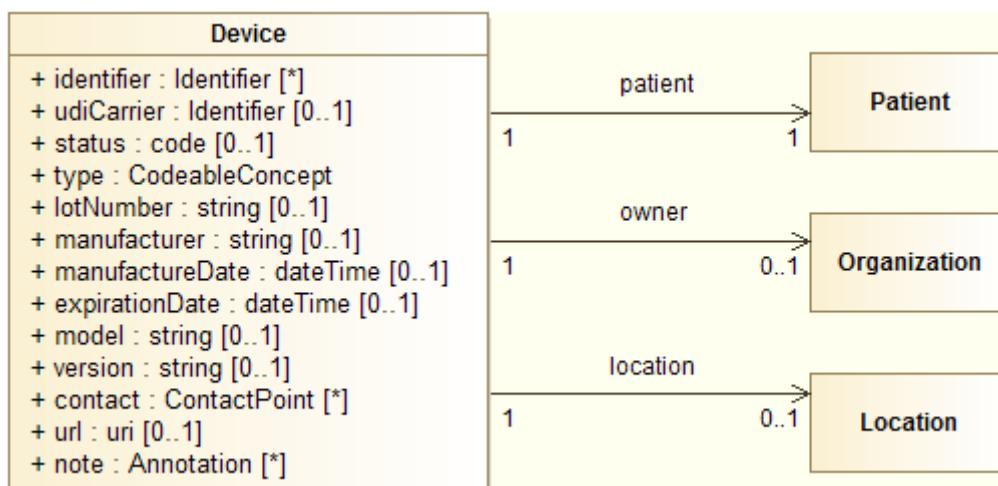 Device
+ identifier : Identifier [*]
+ udiCarrier : Identifier [0..1]
+ status : code [0..1]
+ type : CodeableConcept
+ lotNumber : string [0..1]
+ manufacturer : string [0..1]
+ manufactureDate : dateTime [0..1]
+ expirationDate : dateTime [0..1]
+ model : string [0..1]
+ version : string [0..1]
+ contact : ContactPoint [*]
+ url : uri [0..1]
+ note : Annotation [*]
patient
1 1
Patient
owner
1 0..1
Organization
location
1 0..1
Location